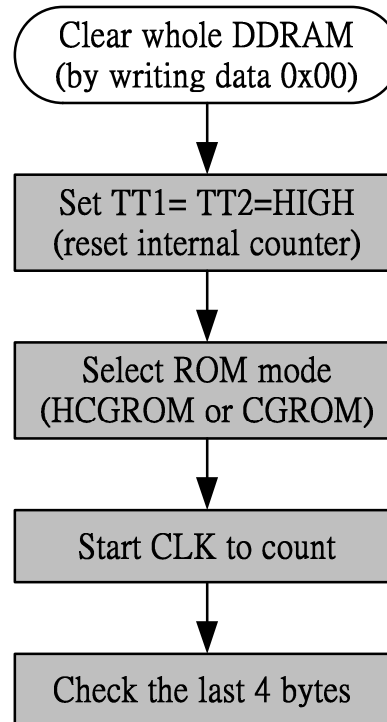 Clear whole DDRAM
(by writing data 0x00)
Set TT1= TT2=HIGH
(reset internal counter)
Select ROM mode
(HCGROM or CGROM)
Start CLK to count
Check the last 4 bytes